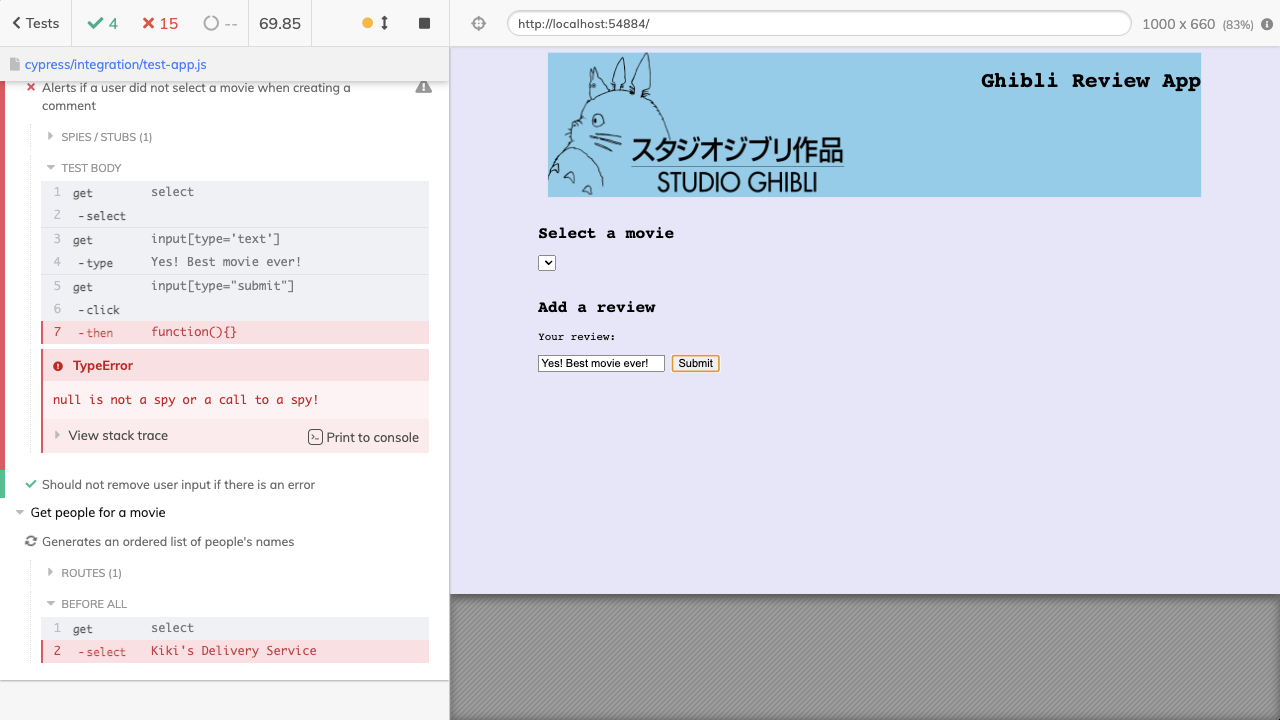 Tests
4
15
--
69.85
http://localhost:54884/
1000 x 660 (83%)
cypress/integration/test-app.js
Alerts if a user did not select a movie when creating a
comment
SPIES / STUBS (1)
TEST BODY
1 get select
2 -select
3 get input[type='text']
4 -type Yes! Best movie ever!
5 get input[type="submit"]
6 -click
7 -then function(){}
TypeError
null is not a spy or a call to a spy!
View stack trace
Print to console
Should not remove user input if there is an error
Get people for a movie
Generates an ordered list of people's names
ROUTES (1)
BEFORE ALL
1 get select
2 -select Kiki's Delivery Service
Ghibli Review App
スタジオジブリ作品
STUDIO GHIBLI
Select a movie
Add a review
Your review:
Yes! Best movie ever! Submit